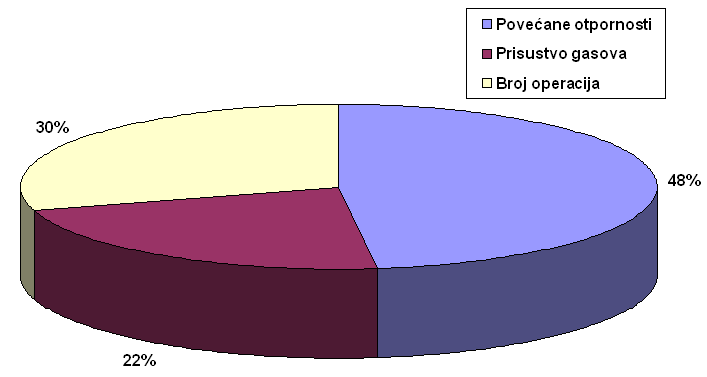 Povećane otpornosti
Prisustvo gasova
Broj operacija
30%
48%
22%